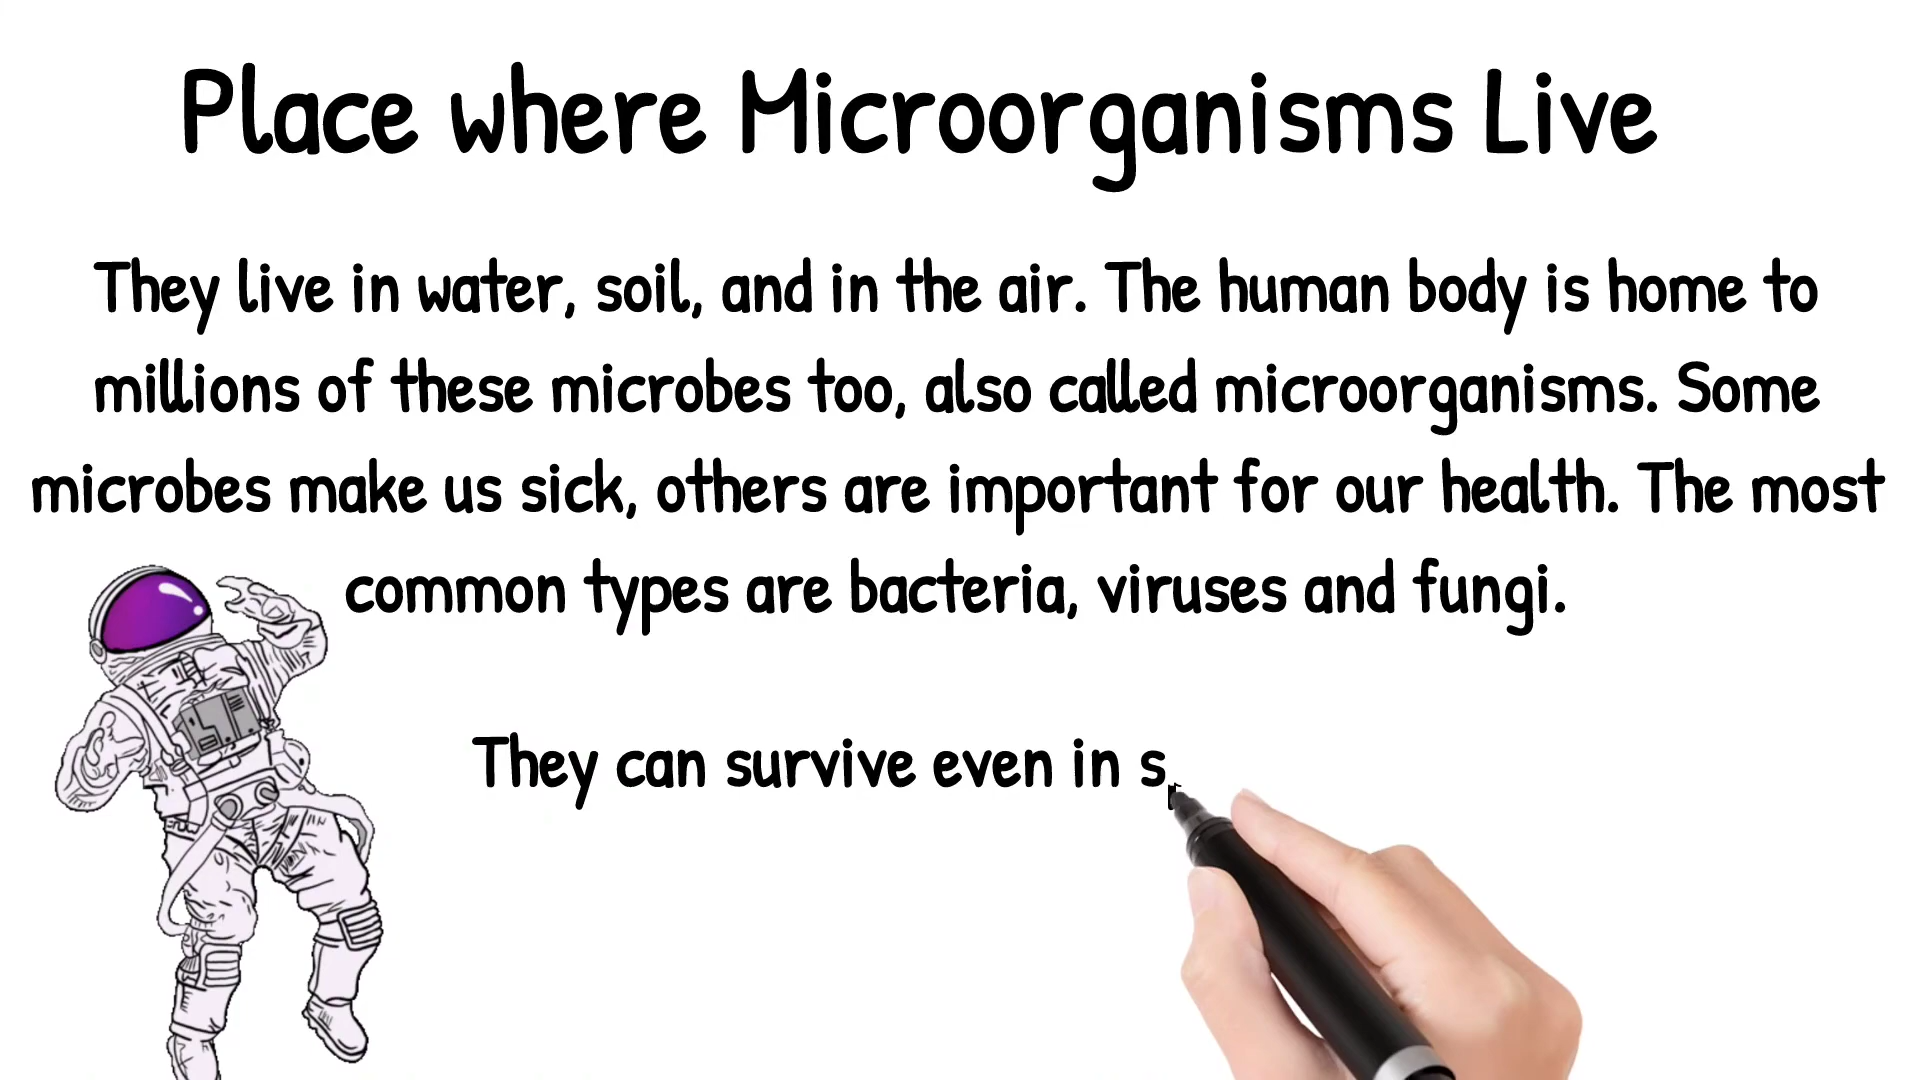 Place where Microorganisms Live
They live in water, soil, and in the air. The human body is home to
millions of these microbes too, also called microorganisms. Some
microbes make us sick, others are important for our health. The most
common types are bacteria, viruses and fungi.
They can survive even in s